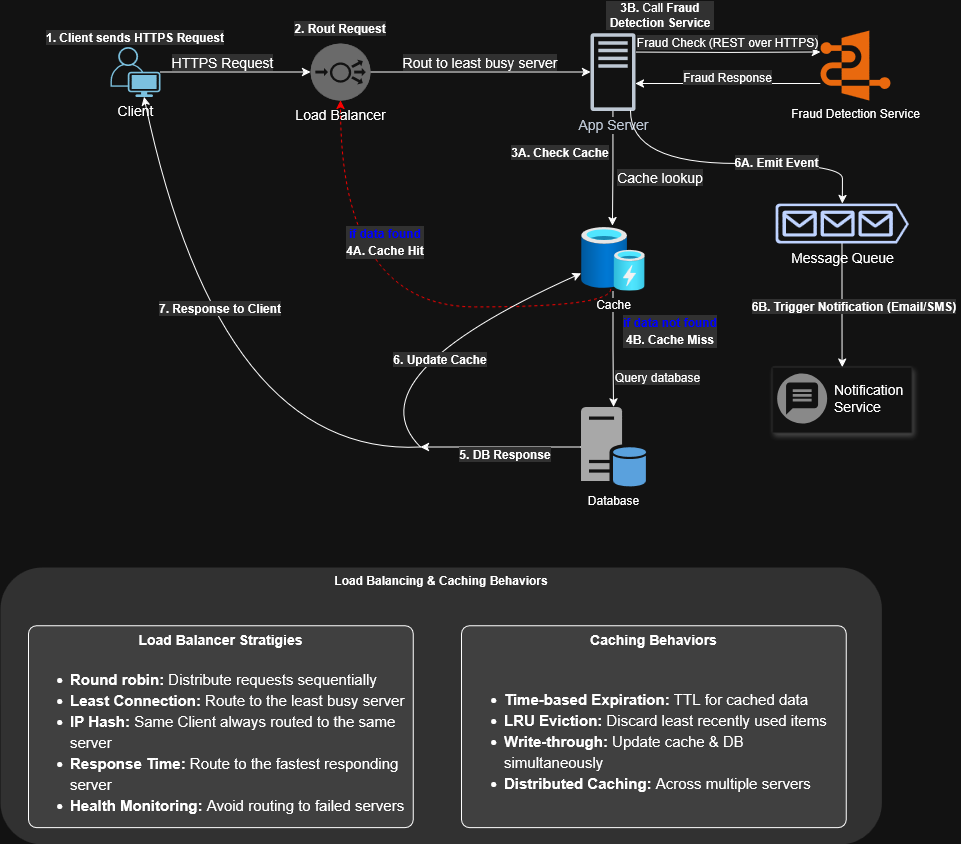 3B. Call Fraud
Detection Service
1. Client sends HTTPS Request
2. Rout Request
HTTPS Request
Rout to least busy server
Fraud Check (REST over HTTPS)
Fraud Response
Client
Load Balancer
App Server
Fraud Detection Service
3A. Check Cache
6A. Emit Event
Cache lookup
if data found
4A. Cache Hit
Message Queue
Cache
7. Response to Client
6B. Trigger Notification (Email/SMS)
if data not found
4B. Cache Miss
6. Update Cache
Query database
Notification
Service
5. DB Response
Database
Load Balancing & Caching Behaviors
Load Balancer Stratigies
• Round robin: Distribute requests sequentially
• Least Connection: Route to the least busy server
• IP Hash: Same Client always routed to the same
server
• Response Time: Route to the fastest responding
server
• Health Monitoring: Avoid routing to failed servers
Caching Behaviors
• Time-based Expiration: TTL for cached data
• LRU Eviction: Discard least recently used items
• Write-through: Update cache & DB
simultaneously
• Distributed Caching: Across multiple servers